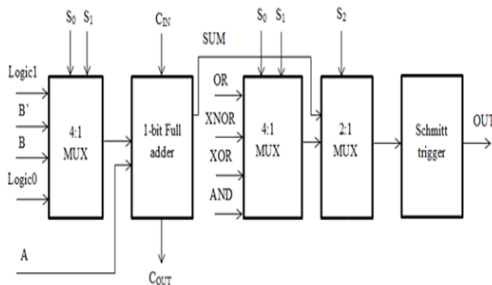 S0 S1
CIN
SUM
S0 S1
S2
Logic1
B'
B
Logic0
4:1
MUX
1-bit Full
adder
OR
XNOR
XOR
AND
4:1
MUX
2:1
MUX
Schmitt
trigger
OUT
A
COUT